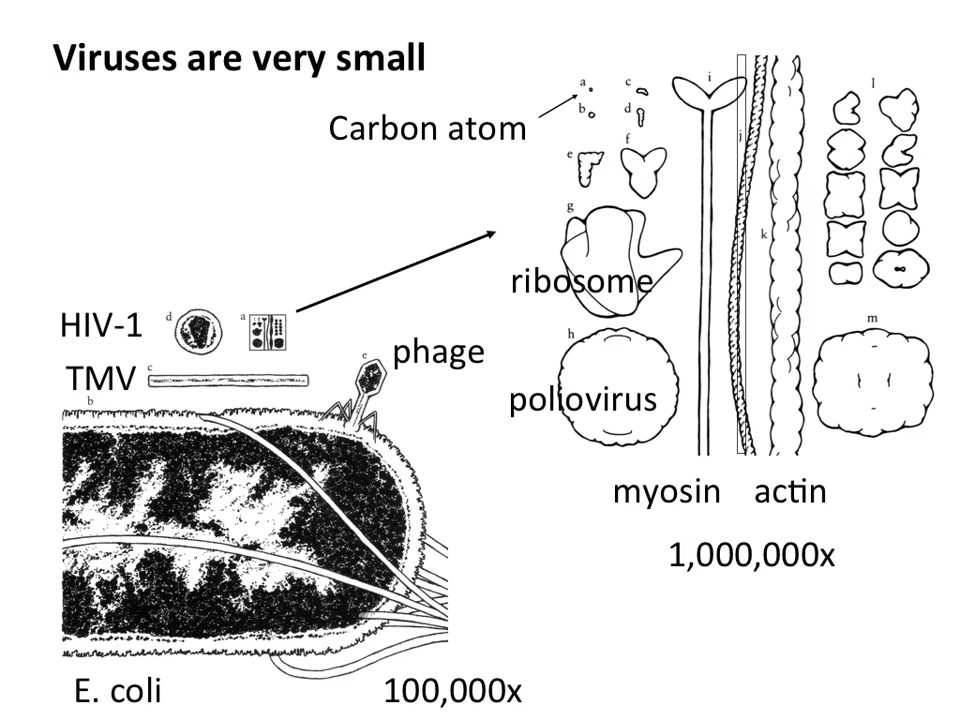 Viruses are very small
Carbon atom
a
b
c
d
e
f
g
h
i
j
k
l
m
ribosome
poliovirus
myosin actin
1,000,000x
HIV-1
d
a
TMV
c
phage
e
b
E. coli
100,000x